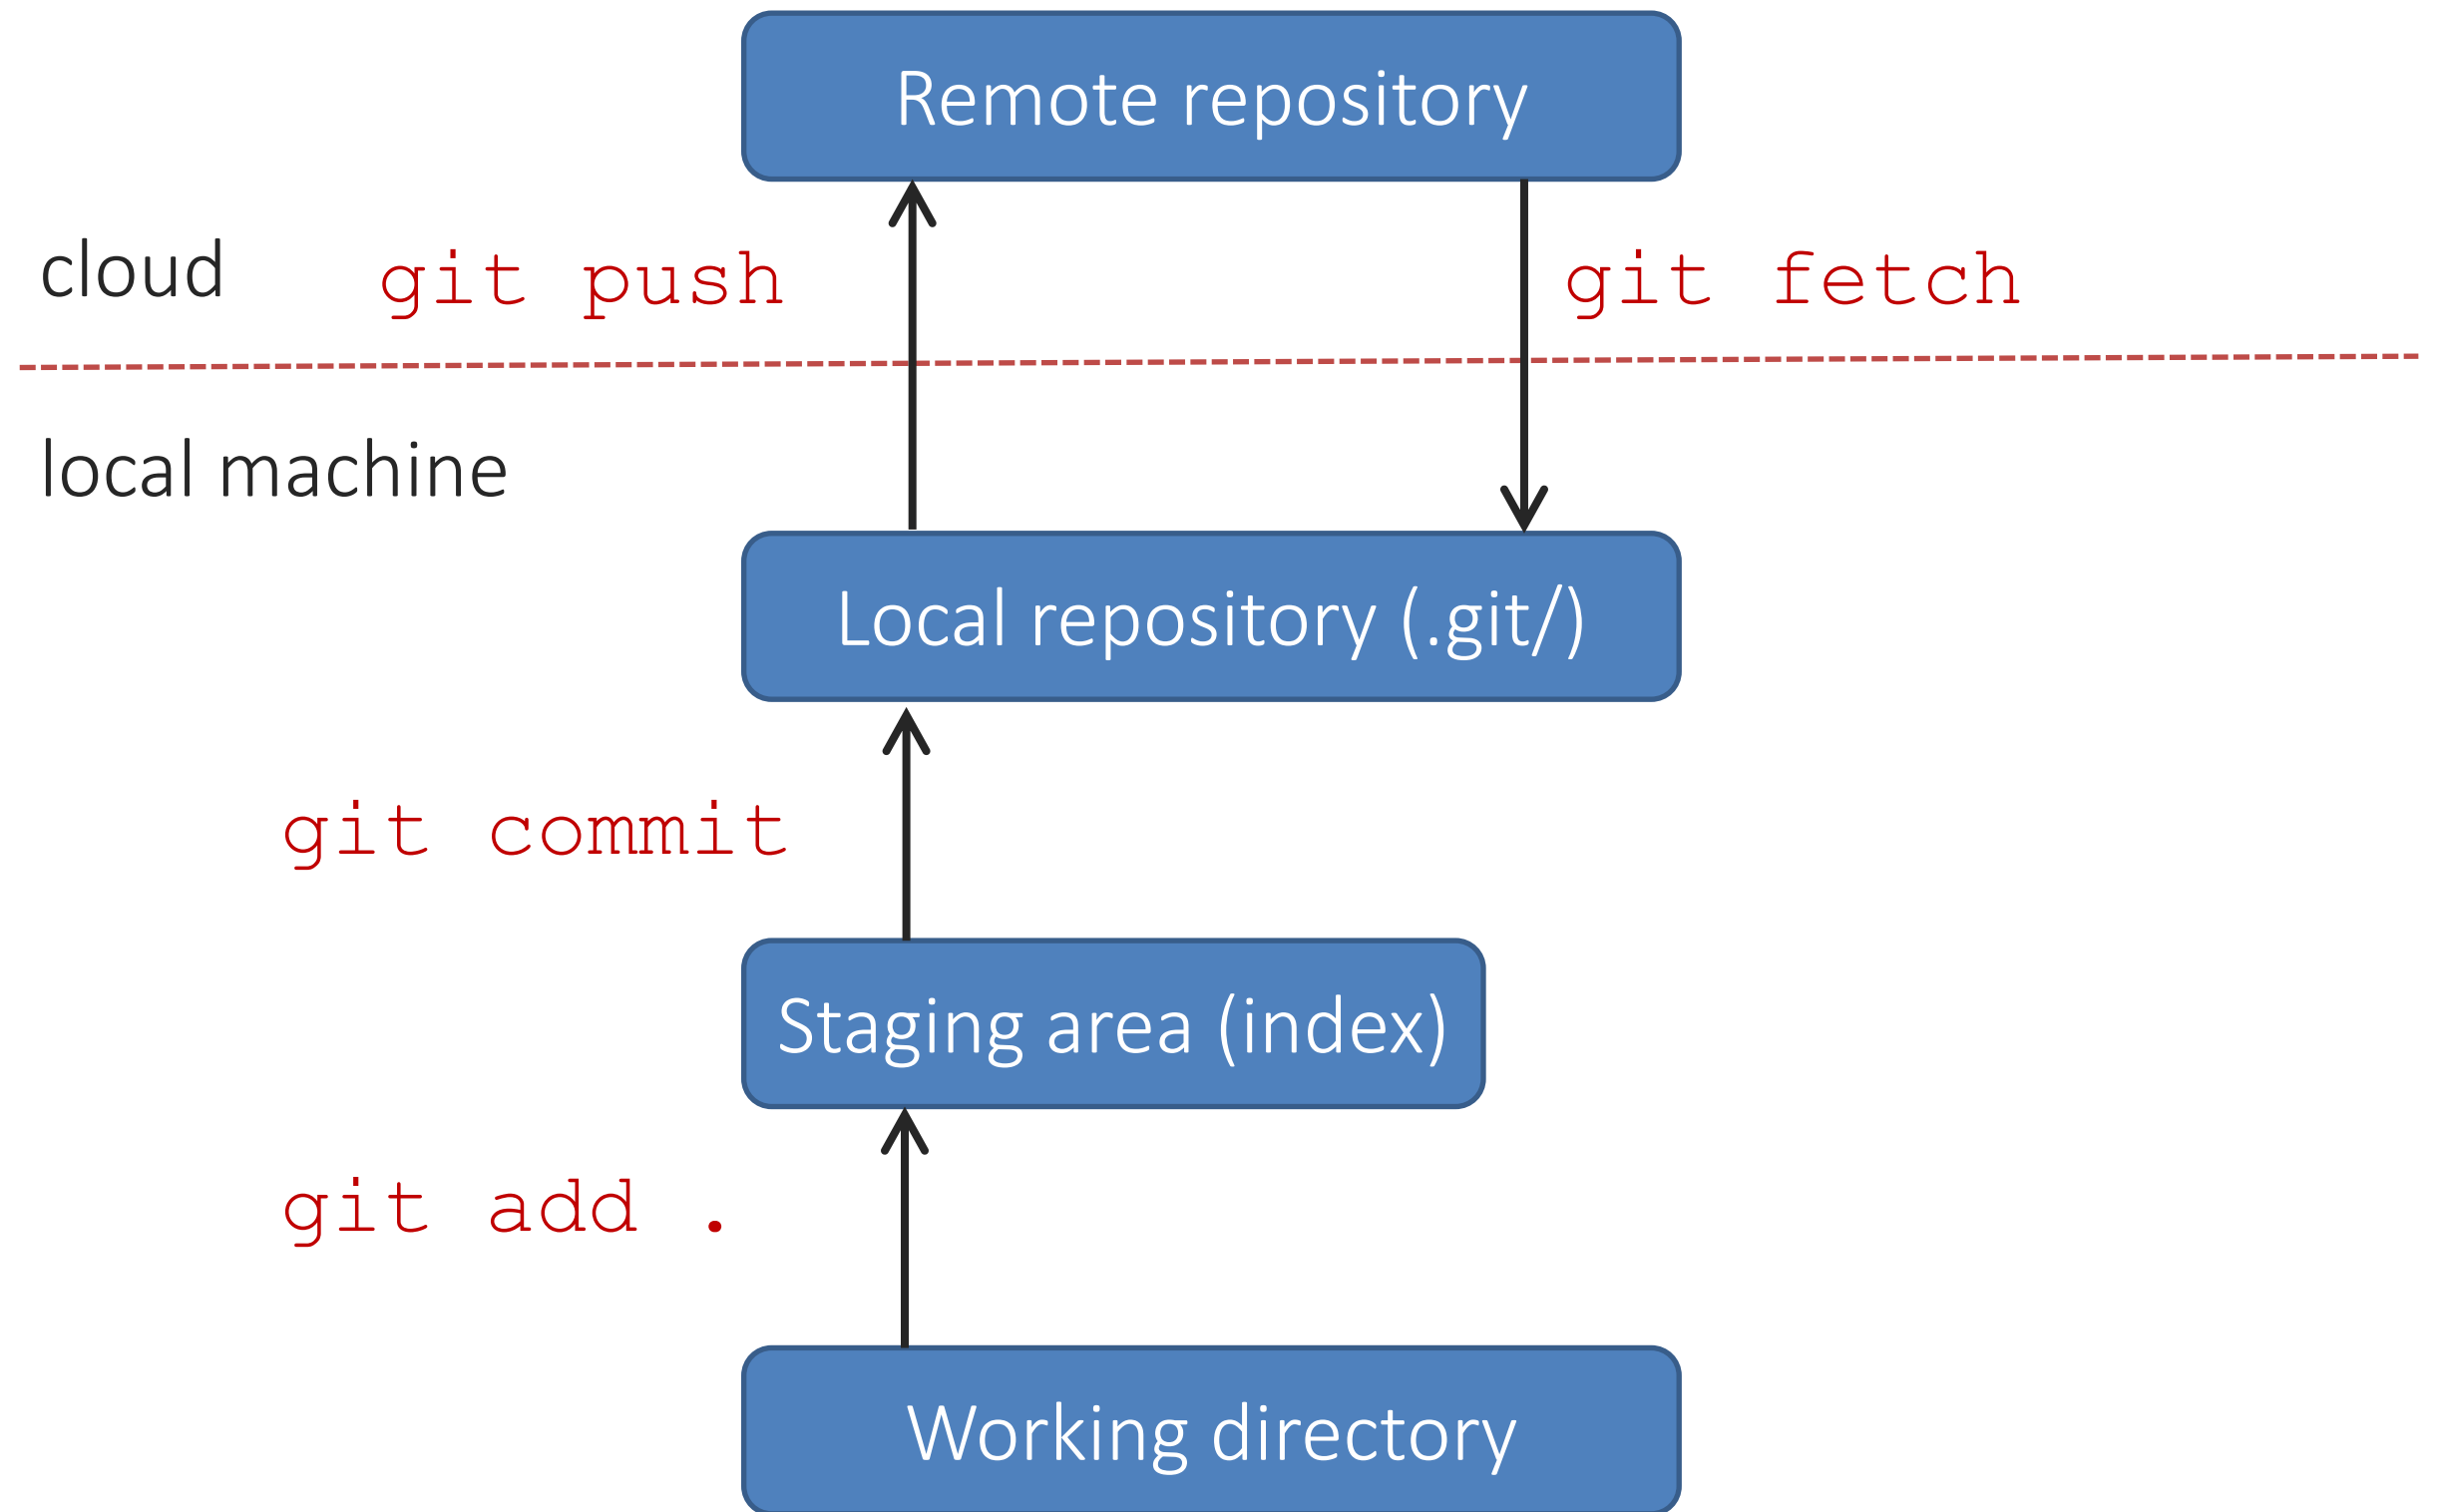 Remote repository
cloud
git push
git fetch
local machine
Local repository (.git/)
git commit
Staging area (index)
git add .
Working directory